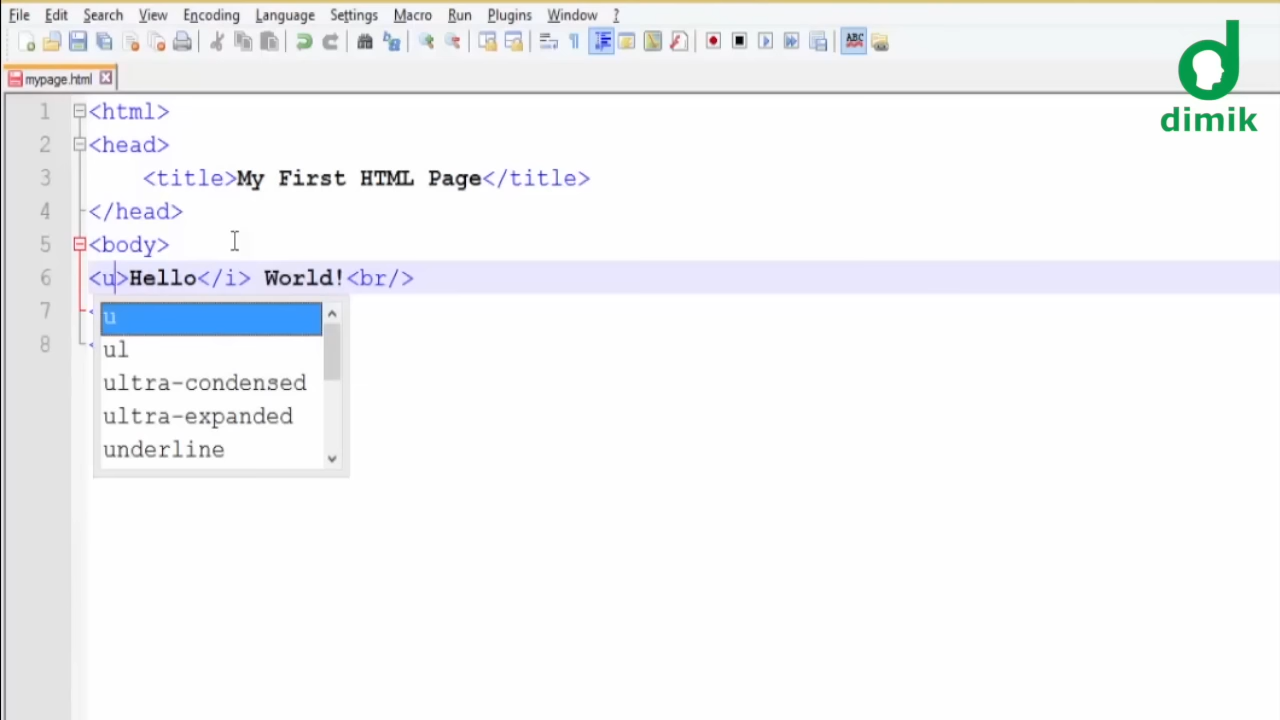 File Edit Search View Encoding Language Settings Macro Run Plugins Window ?
ABC
dimik
mypage.html
1 <html>
2 <head>
3 <title>My First HTML Page</title>
4 </head>
5 <body>
6 <u>Hello</i> World!<br/>
7 <
8 <
u
ul
ultra-condensed
ultra-expanded
underline